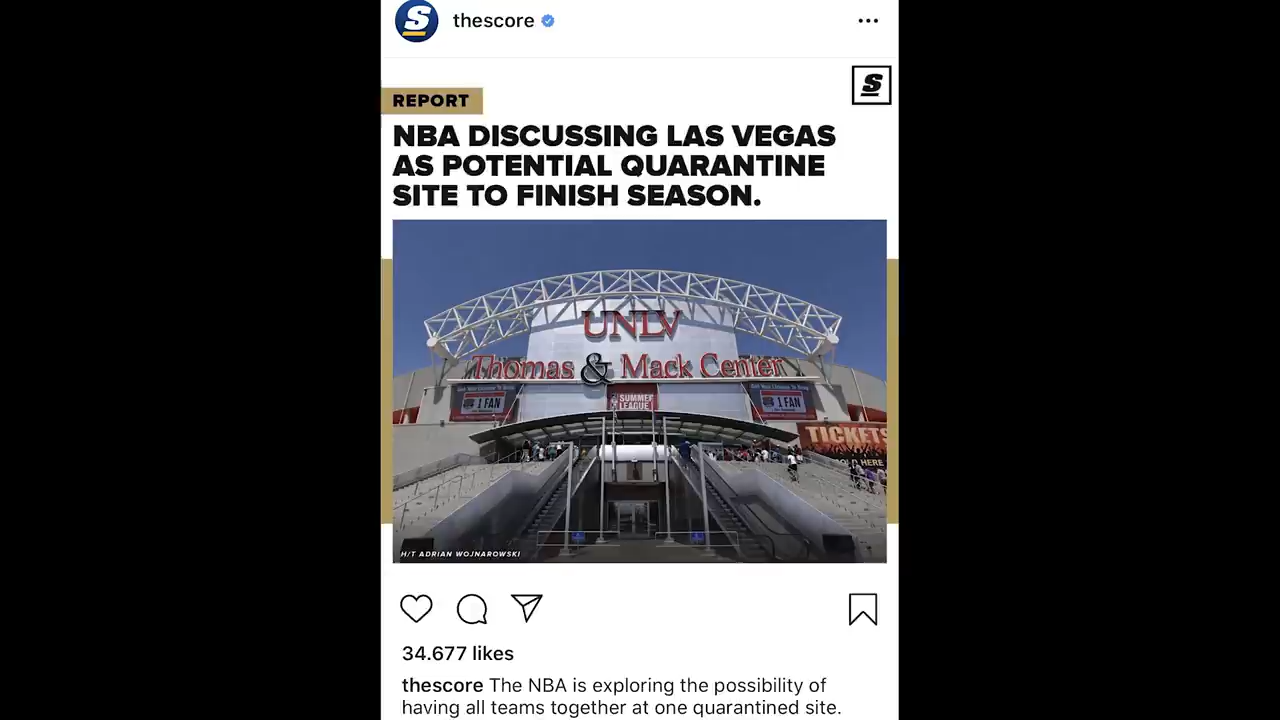 thescore
S
REPORT
NBA DISCUSSING LAS VEGAS
AS POTENTIAL QUARANTINE
SITE TO FINISH SEASON.
UNLV
Thomas & Mack Center
SUMMER
LEAGUE
1 FAN
1 FAN
TICKETS
HERE
H/T ADRIAN WOJNAROWSKI
34.677 likes
thescore The NBA is exploring the possibility of
having all teams together at one quarantined site.